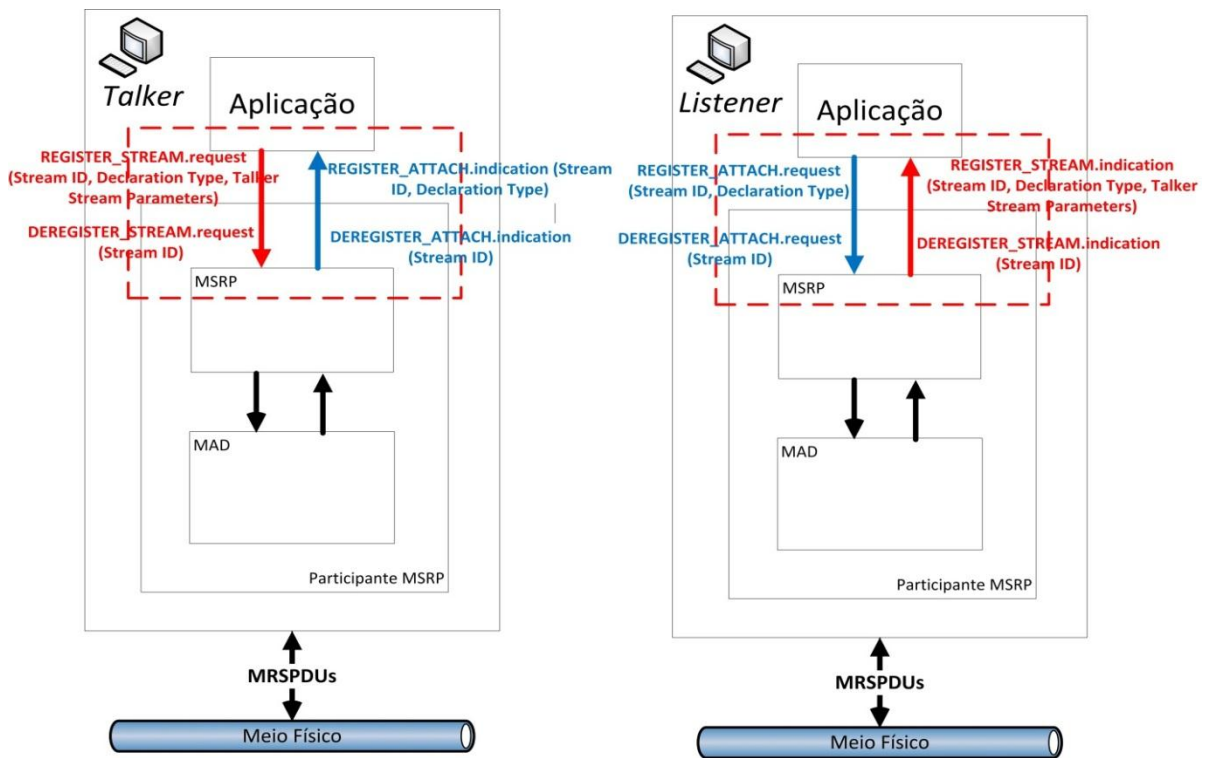 Talker
Aplicação
REGISTER_STREAM.request
(Stream ID, Declaration Type, Talker
Stream Parameters)
DEREGISTER_STREAM.request
(Stream ID)
REGISTER_ATTACH.indication (Stream
ID, Declaration Type)
DEREGISTER_ATTACH.indication
(Stream ID)
MSRP
MAD
Participante MSRP
MRSPDUs
Meio Físico
Listener
Aplicação
REGISTER_ATTACH.request
(Stream ID, Declaration Type)
DEREGISTER_ATTACH.request
(Stream ID)
REGISTER_STREAM.indication
(Stream ID, Declaration Type, Talker
Stream Parameters)
DEREGISTER_STREAM.indication
(Stream ID)
MSRP
MAD
Participante MSRP
MRSPDUs
Meio Físico